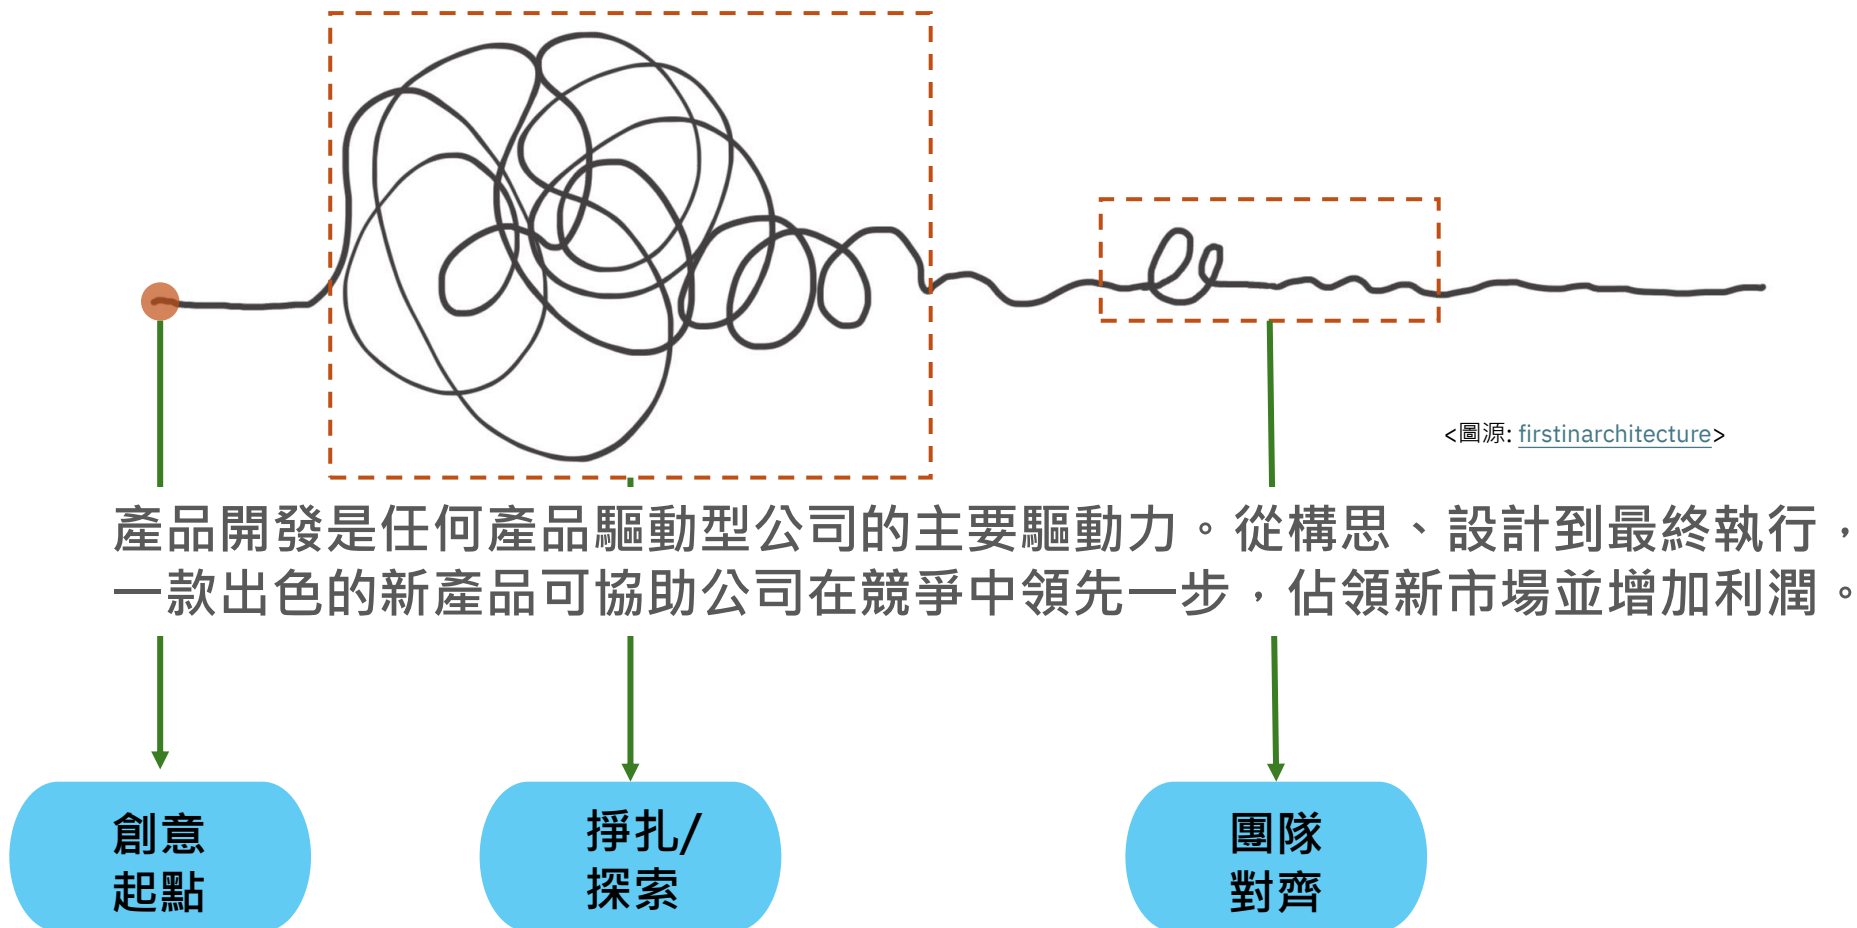 <圖源: firstinarchitecture>
產品開發是任何產品驅動型公司的主要驅動力。從構思、設計到最終執行，
一款出色的新產品可協助公司在競爭中領先一步，佔領新市場並增加利潤。
創意
起點
掙扎/
探索
團隊
對齊